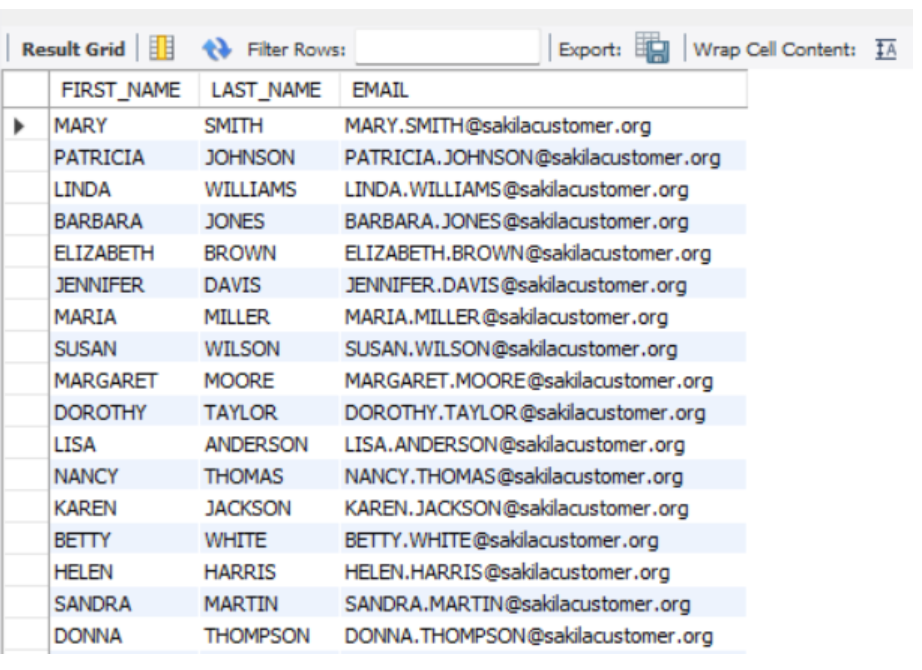 Result Grid Filter Rows: Export: Wrap Cell Content: IA
FIRST_NAME LAST_NAME EMAIL
MARY SMITH MARY.SMITH@sakilacustomer.org
PATRICIA JOHNSON PATRICIA.JOHNSON@sakilacustomer.org
LINDA WILLIAMS LINDA.WILLIAMS@sakilacustomer.org
BARBARA JONES BARBARA.JONES@sakilacustomer.org
ELIZABETH BROWN ELIZABETH.BROWN@sakilacustomer.org
JENNIFER DAVIS JENNIFER.DAVIS@sakilacustomer.org
MARIA MILLER MARIA.MILLER@sakilacustomer.org
SUSAN WILSON SUSAN.WILSON@sakilacustomer.org
MARGARET MOORE MARGARET.MOORE@sakilacustomer.org
DOROTHY TAYLOR DOROTHY.TAYLOR@sakilacustomer.org
LISA ANDERSON LISA.ANDERSON@sakilacustomer.org
NANCY THOMAS NANCY.THOMAS@sakilacustomer.org
KAREN JACKSON KAREN.JACKSON@sakilacustomer.org
BETTY WHITE BETTY.WHITE@sakilacustomer.org
HELEN HARRIS HELEN.HARRIS@sakilacustomer.org
SANDRA MARTIN SANDRA.MARTIN@sakilacustomer.org
DONNA THOMPSON DONNA.THOMPSON@sakilacustomer.org